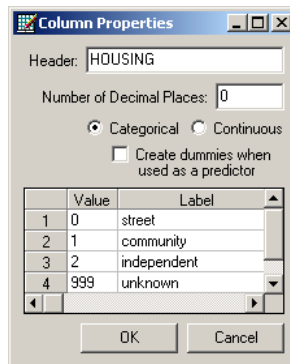 Column Properties
Header: HOUSING
Number of Decimal Places: 0
Categorical Continuous
Create dummies when
used as a predictor
Value Label
1 0 street
2 1 community
3 2 independent
4 999 unknown
OK Cancel